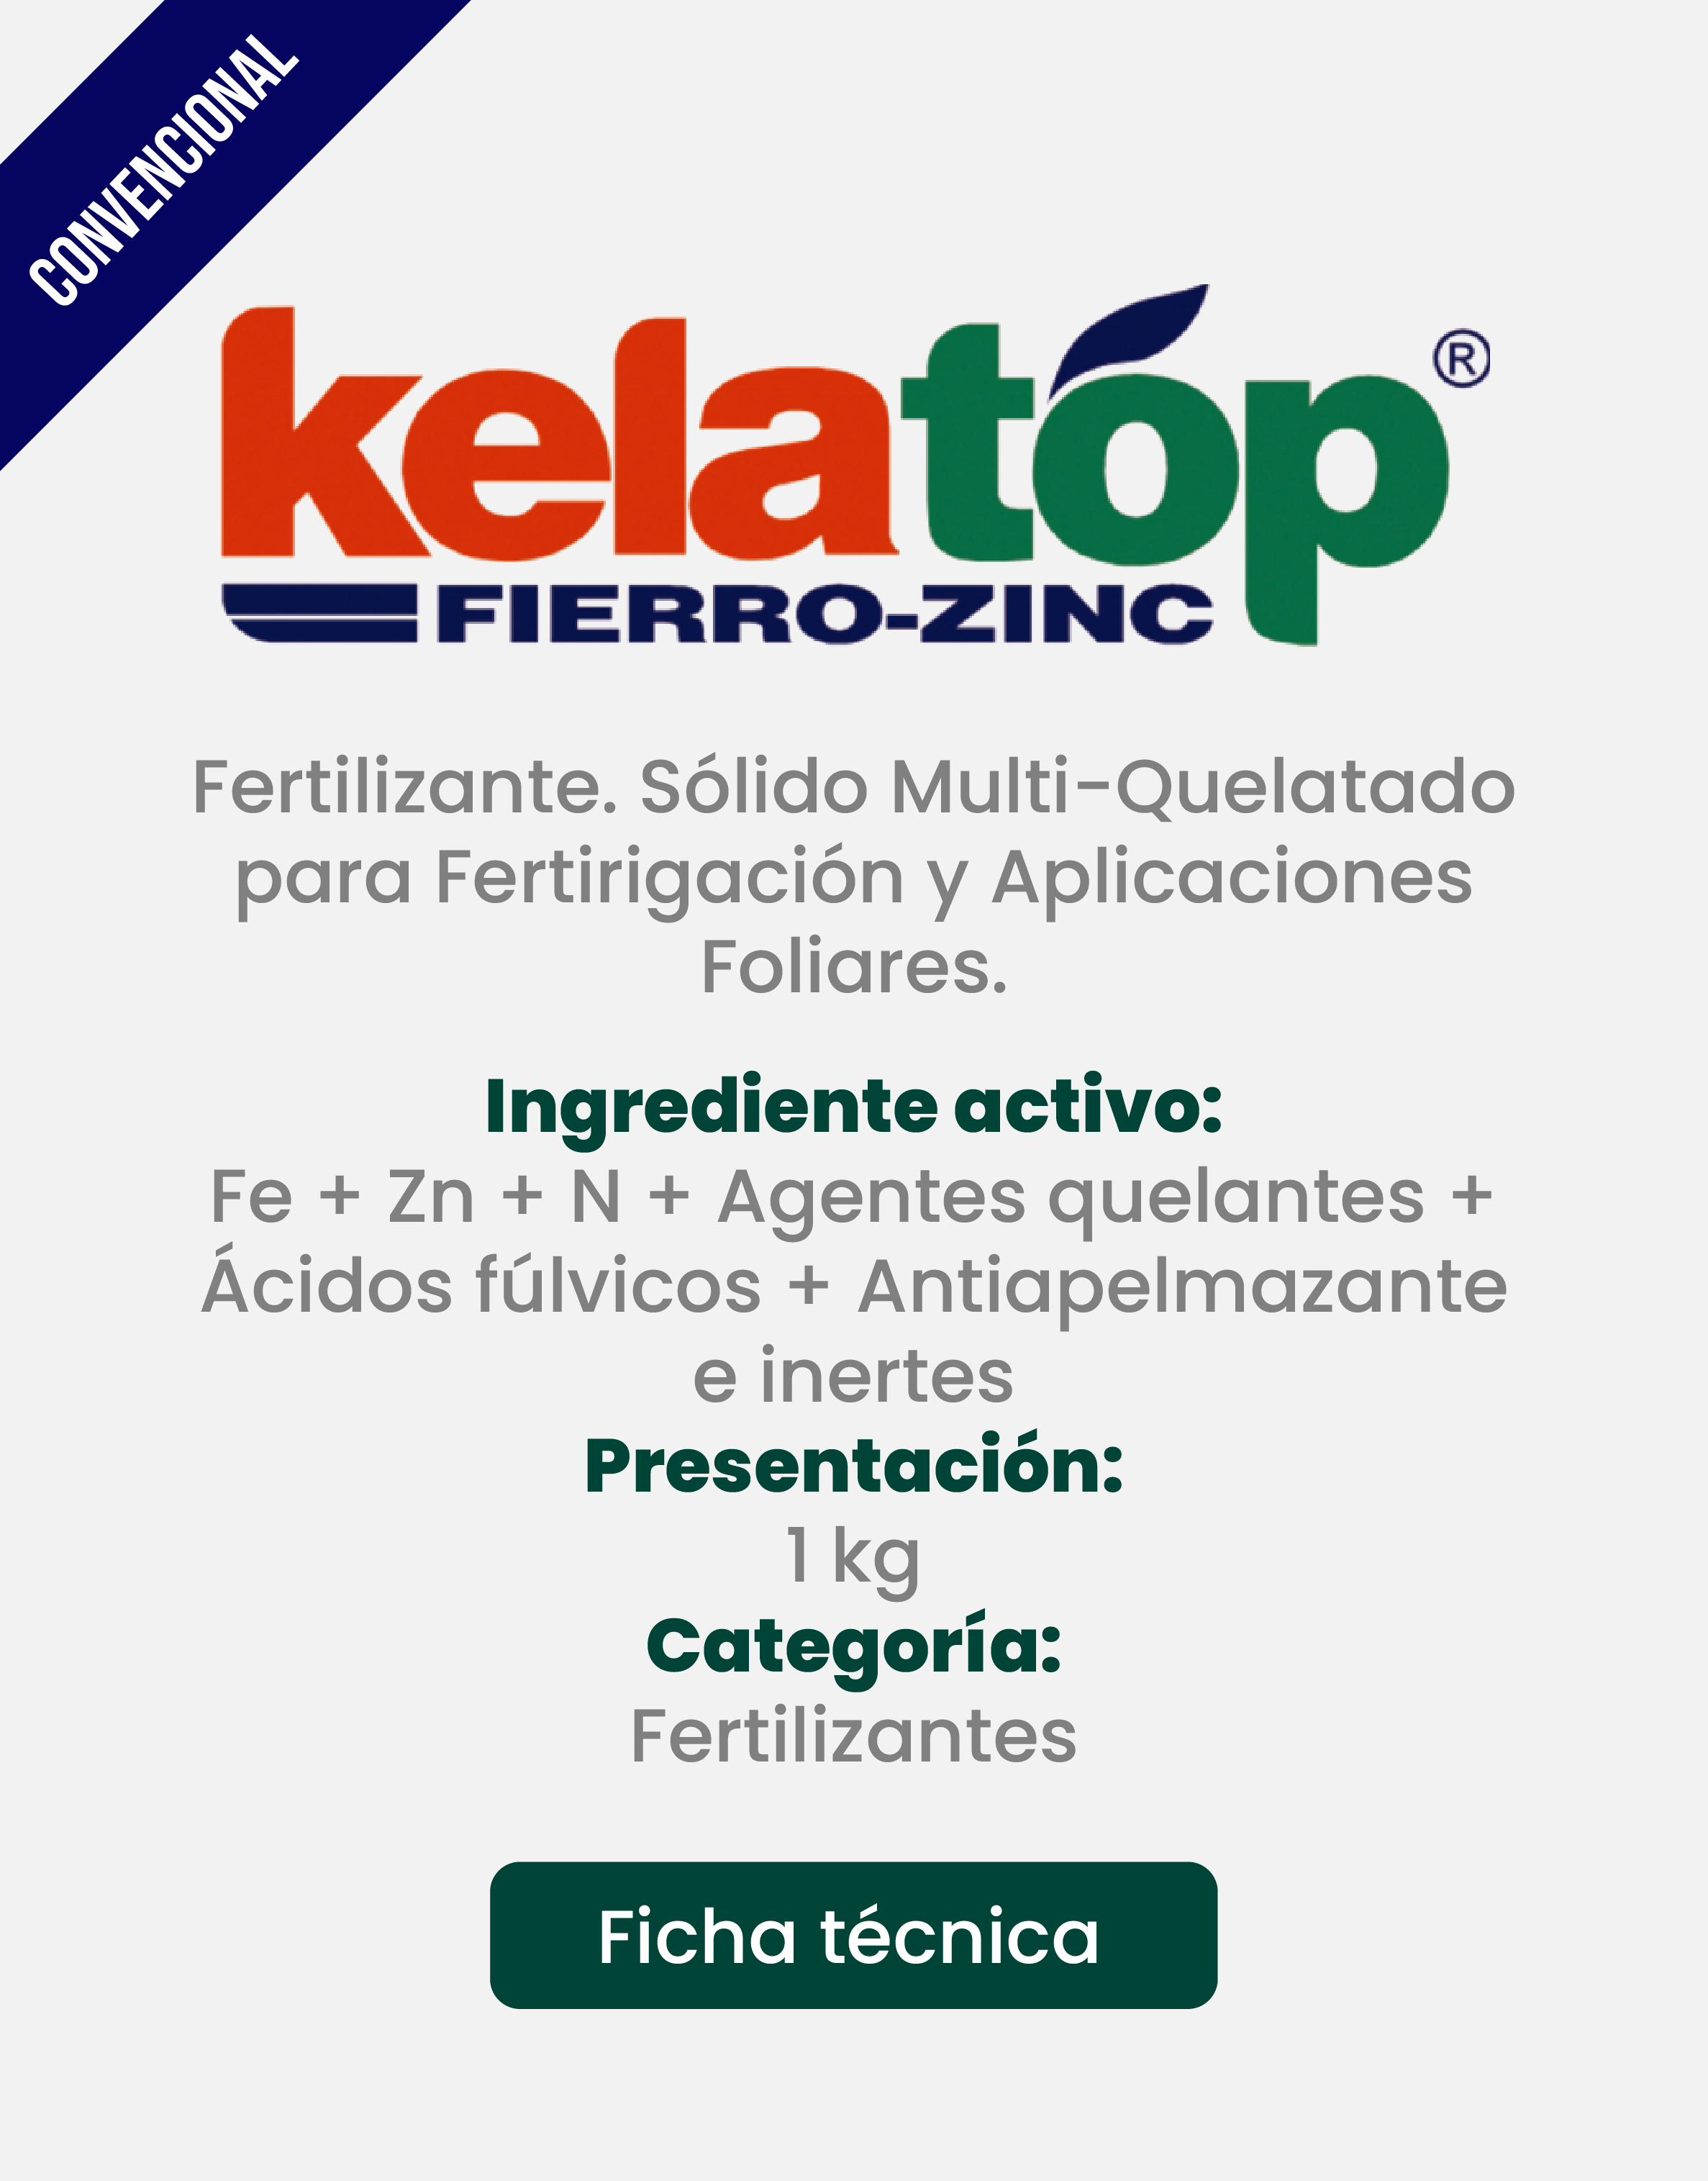 CONVENCIONAL
kelatop®
FIERRO-ZINC
Fertilizante. Sólido Multi-Quelatado
para Fertirigación y Aplicaciones
Foliares.
Ingrediente activo:
Fe + Zn + N + Agentes quelantes +
Ácidos fúlvicos + Antiapelmazante
e inertes
Presentación:
1 kg
Categoría:
Fertilizantes
Ficha técnica